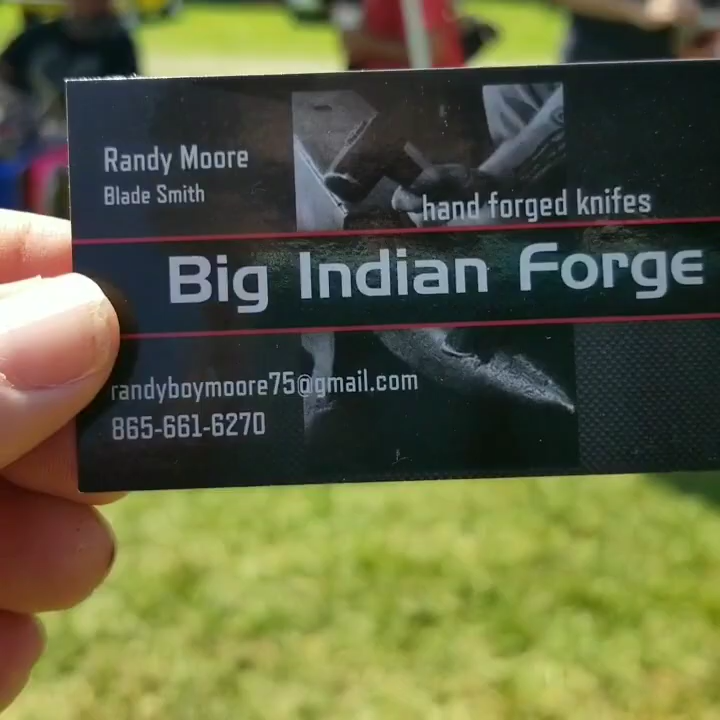 Randy Moore
Blade Smith
hand forged knifes
Big Indian Forge
randyboymoore75@gmail.com
865-661-6270